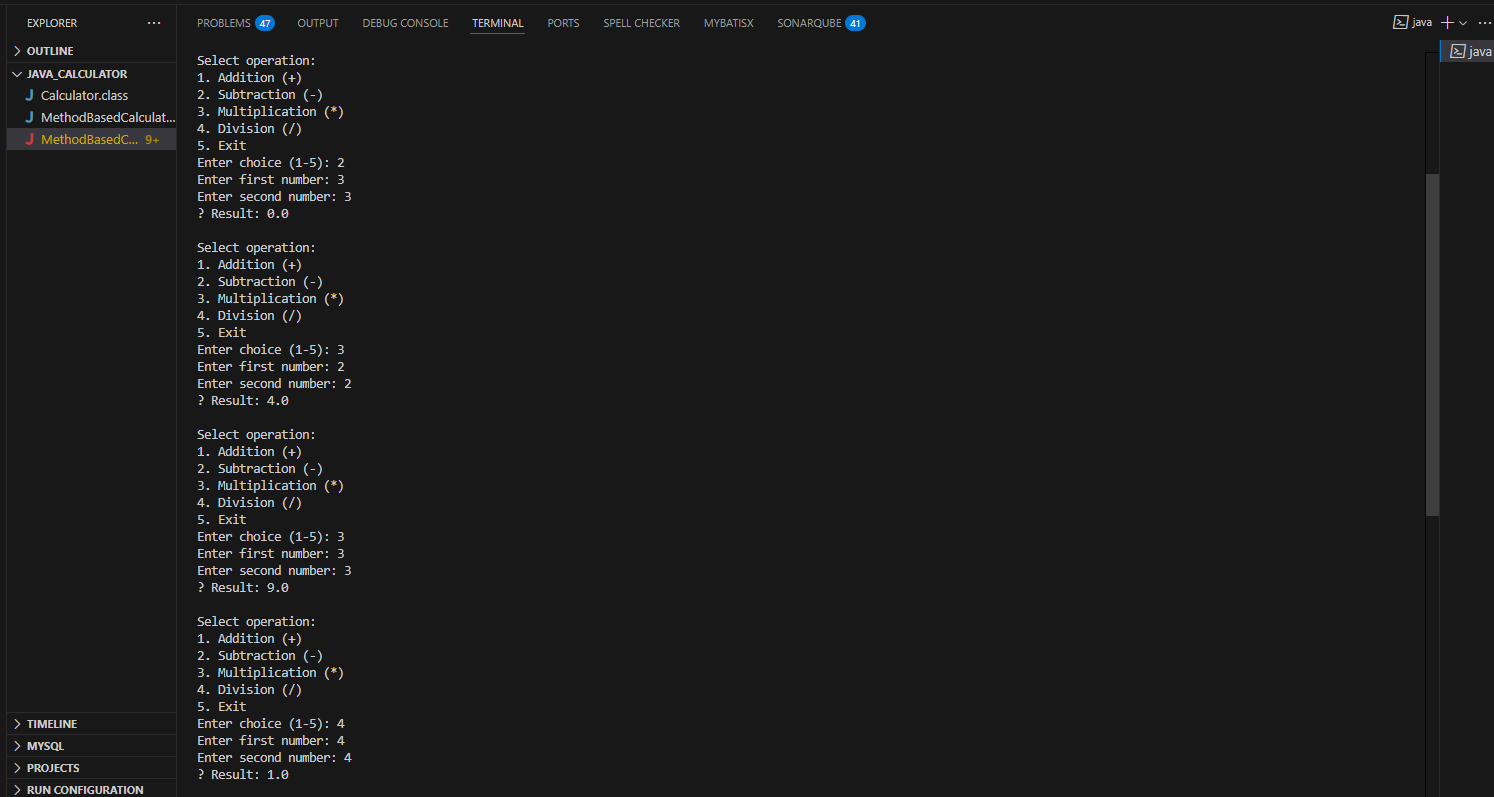 EXPLORER ...
PROBLEMS 47 OUTPUT DEBUG CONSOLE TERMINAL PORTS SPELL CHECKER MYBATISX SONARQUBE 41
java
...
OUTLINE
JAVA_CALCULATOR
J Calculator.class
J MethodBasedCalculat...
J MethodBasedC... 9+
TIMELINE
MYSQL
PROJECTS
RUN CONFIGURATION
Select operation:
1. Addition (+)
2. Subtraction (-)
3. Multiplication (*)
4. Division (/)
5. Exit
Enter choice (1-5): 2
Enter first number: 3
Enter second number: 3
? Result: 0.0
Select operation:
1. Addition (+)
2. Subtraction (-)
3. Multiplication (*)
4. Division (/)
5. Exit
Enter choice (1-5): 3
Enter first number: 2
Enter second number: 2
? Result: 4.0
Select operation:
1. Addition (+)
2. Subtraction (-)
3. Multiplication (*)
4. Division (/)
5. Exit
Enter choice (1-5): 3
Enter first number: 3
Enter second number: 3
? Result: 9.0
Select operation:
1. Addition (+)
2. Subtraction (-)
3. Multiplication (*)
4. Division (/)
5. Exit
Enter choice (1-5): 4
Enter first number: 4
Enter second number: 4
? Result: 1.0
java